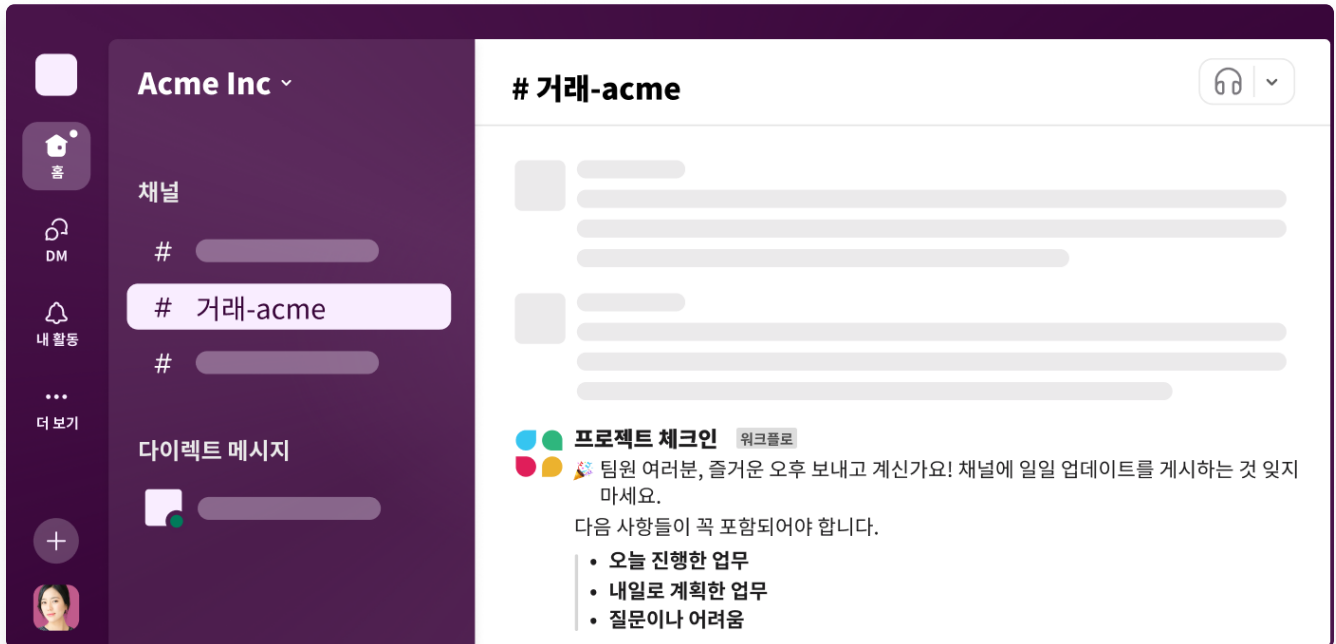 홈
DM
내 활동
더 보기
Acme Inc
채널
#
# 거래-acme
#
다이렉트 메시지
# 거래-acme
프로젝트 체크인 워크플로
🎉 팀원 여러분, 즐거운 오후 보내고 계신가요! 채널에 일일 업데이트를 게시하는 것 잊지
마세요.
다음 사항들이 꼭 포함되어야 합니다.
• 오늘 진행한 업무
• 내일로 계획한 업무
• 질문이나 어려움